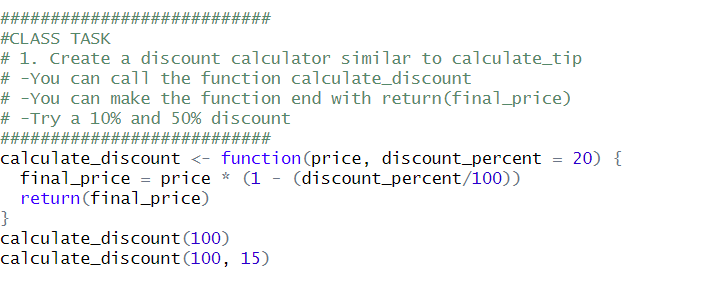 ###########################
#CLASS TASK
# 1. Create a discount calculator similar to calculate_tip
# -You can call the function calculate_discount
# -You can make the function end with return(final_price)
# -Try a 10% and 50% discount
###########################
calculate_discount <- function(price, discount_percent = 20) {
  final_price = price * (1 - (discount_percent/100))
  return(final_price)
}
calculate_discount(100)
calculate_discount(100, 15)